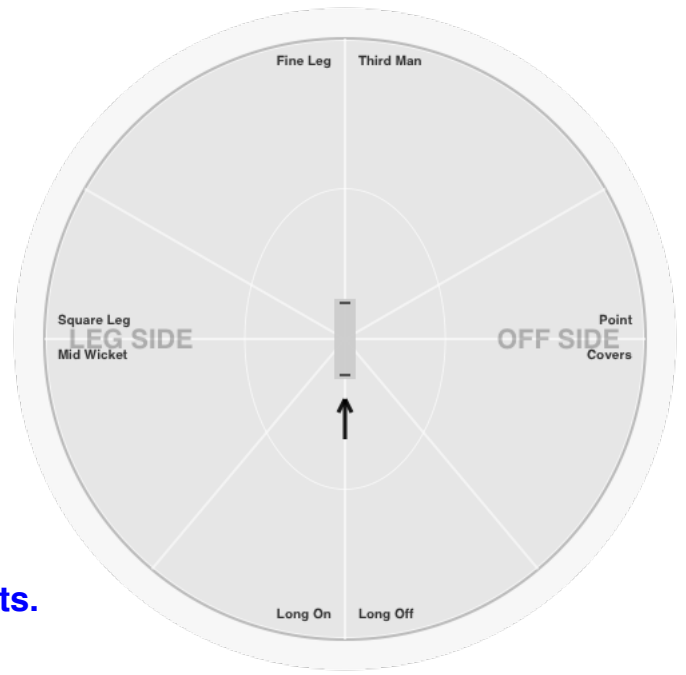 Fine Leg
Third Man
Square Leg
Point
LEG SIDE
OFF SIDE
Mid Wicket
Covers
ts.
Long On
Long Off